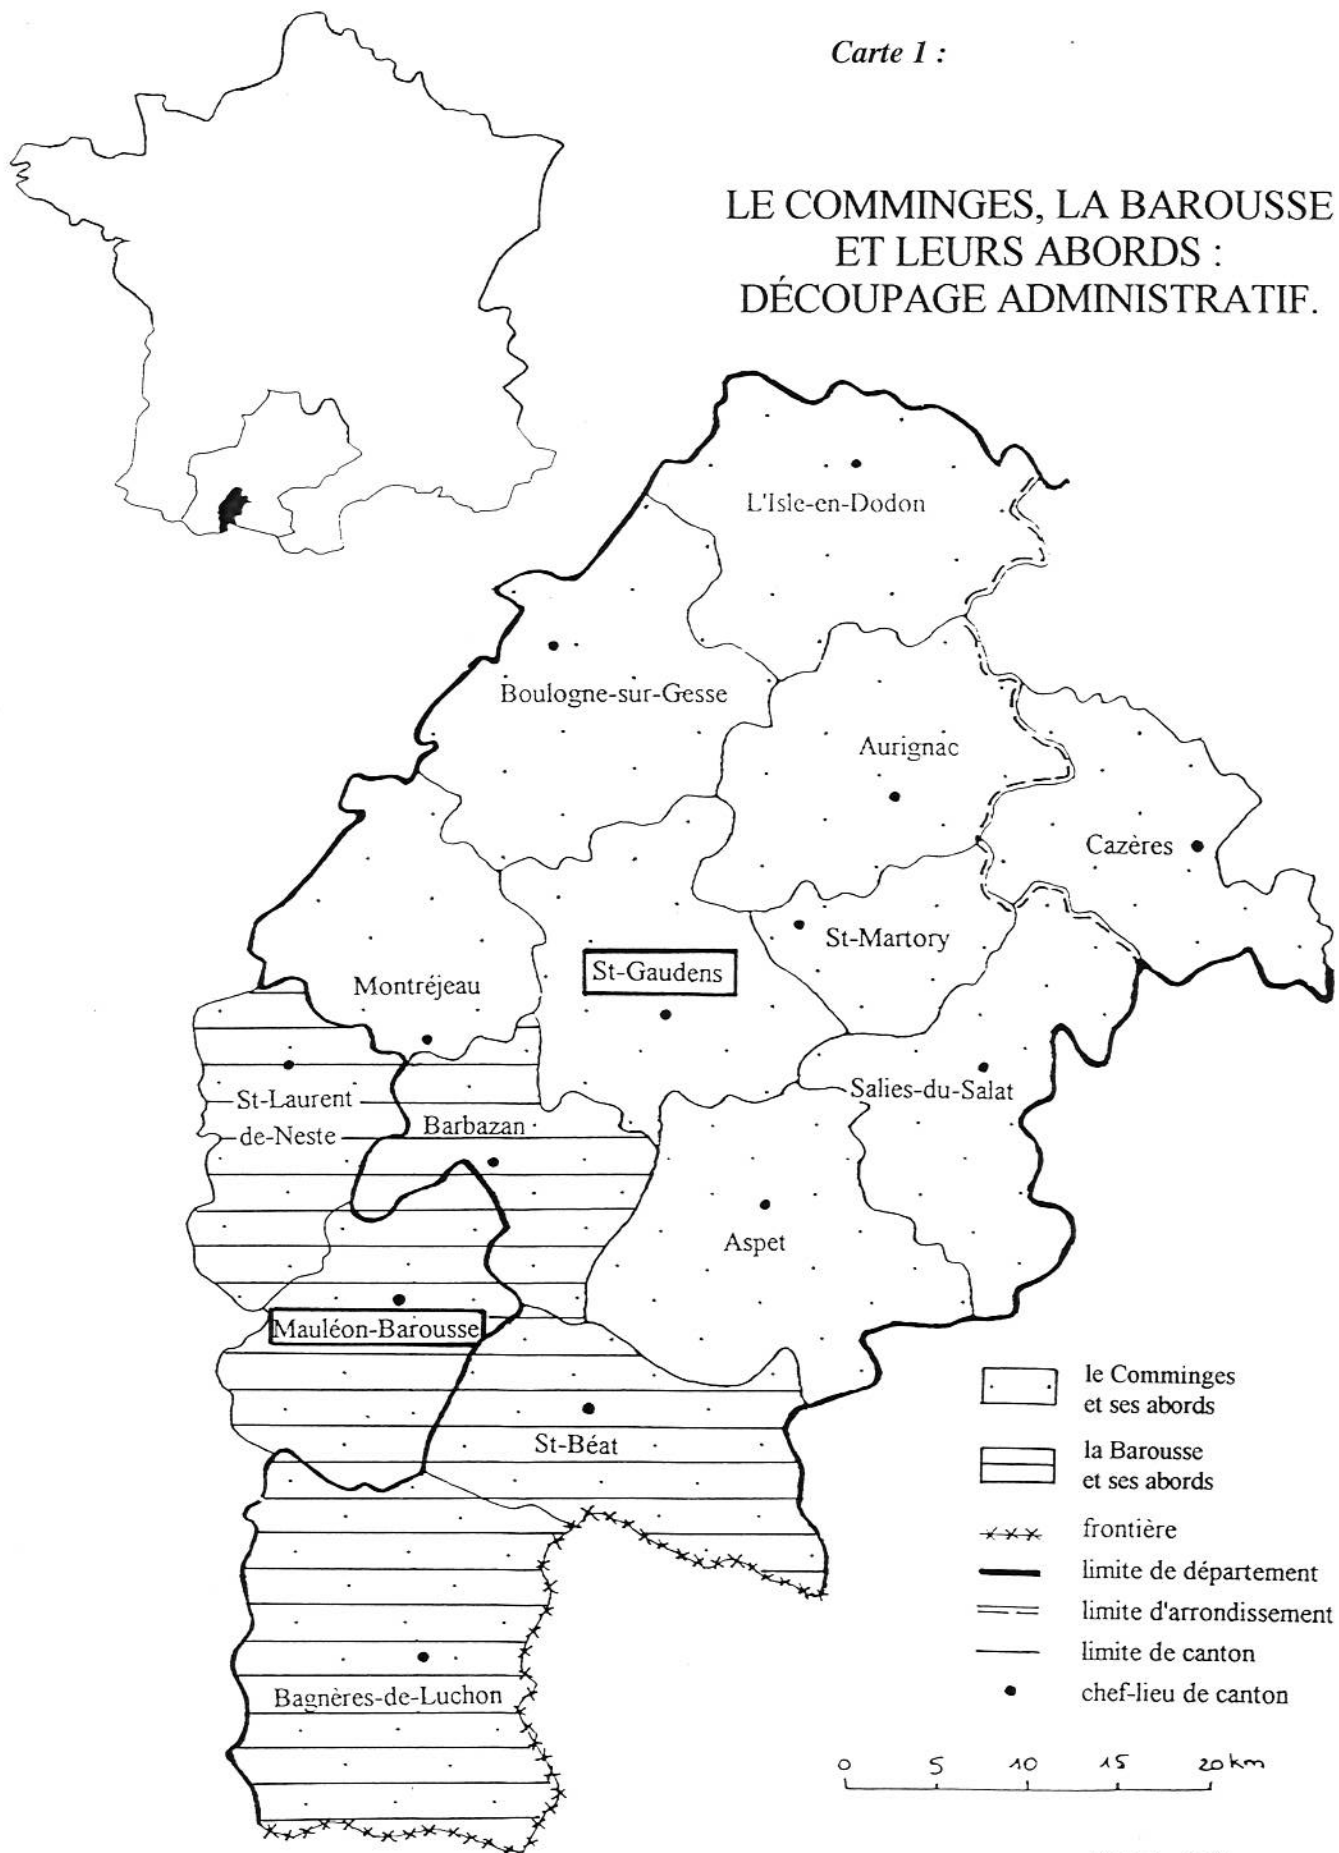 Carte 1 :
LE COMMINGES, LA BAROUSSE
ET LEURS ABORDS :
DÉCOUPAGE ADMINISTRATIF.
L'Isle-en-Dodon
Boulogne-sur-Gesse
Aurignac
Cazères
St-Martory
St-Gaudens
Montréjeau
St-Laurent
de-Neste
Barbazan
Salies-du-Salat
Aspet
Mauléon-Barousse
St-Béat
Bagnères-de-Luchon
le Comminges
et ses abords
la Barousse
et ses abords
frontière
limite de département
limite d'arrondissement
limite de canton
chef-lieu de canton
0 5 10 15 20 km